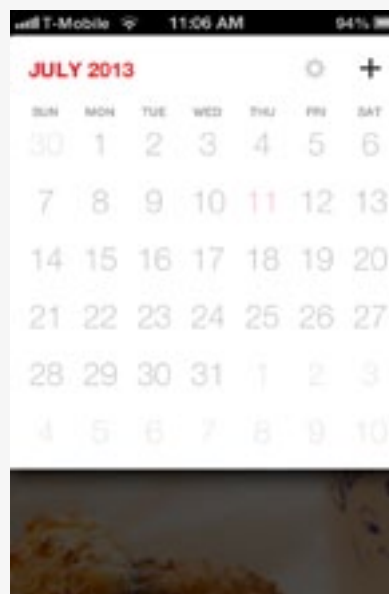 T-Mobile 11:06 AM 94%
JULY 2013 +
SUN MON TUE WED THU FRI SAT
30 1 2 3 4 5 6
7 8 9 10 11 12 13
14 15 16 17 18 19 20
21 22 23 24 25 26 27
28 29 30 31 1 2 3
4 5 6 7 8 9 10